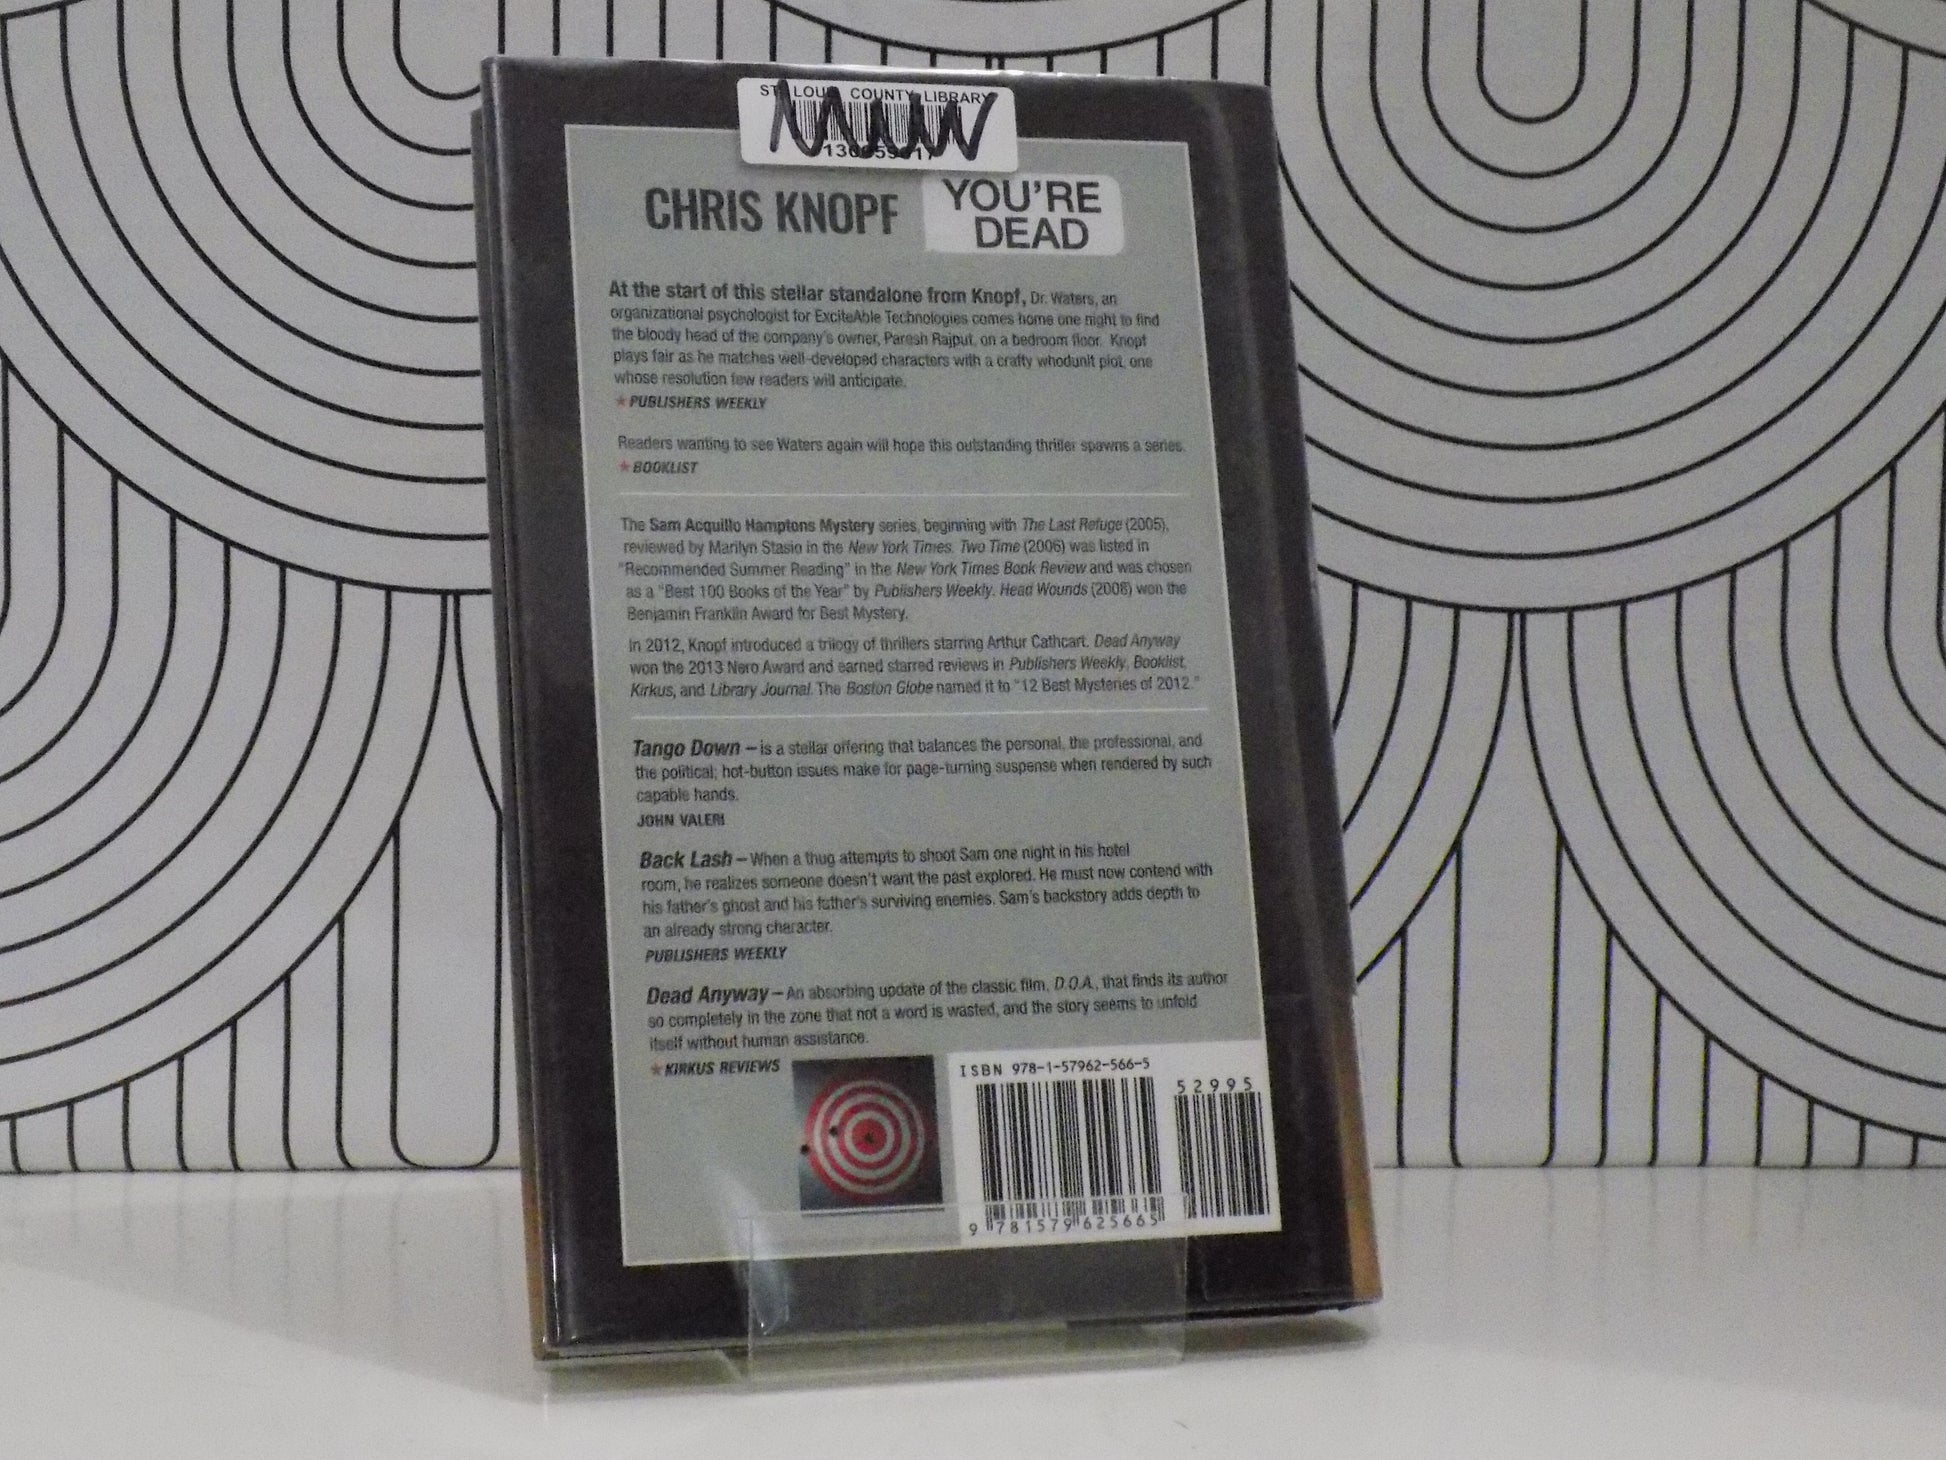 COUNTY LIBRARY
CHRIS KNOPF
YOU'RE
DEAD
At the start of this stellar standalone from Knopf, Dr. Waters, an
organizational psychologist for ExciteAble Technologies comes home one night to find
the bloody head of the company's owner, Paresh Rajput, on a bedroom floor. Knopf
plays fair as he matches well-developed characters with a crafty whodunit plot, one
whose resolution few readers will anticipate.
★ PUBLISHERS WEEKLY
Readers wanting to see Waters again will hope this outstanding thriller spawns a series.
★ BOOKLIST
The Sam Acquillo Hamptons Mystery series, beginning with The Last Refuge (2005),
reviewed by Marilyn Stasio in the New York Times. Two Time (2006) was listed in
"Recommended Summer Reading" in the New York Times Book Review and was chosen
as a "Best 100 Books of the Year" by Publishers Weekly. Head Wounds (2008) won the
Benjamin Franklin Award for Best Mystery.
In 2012, Knopf introduced a trilogy of thrillers starring Arthur Cathcart. Dead Anyway
won the 2013 Nero Award and earned starred reviews in Publishers Weekly, Booklist,
Kirkus, and Library Journal. The Boston Globe named it to "12 Best Mysteries of 2012."
Tango Down – is a stellar offering that balances the personal, the professional, and
the political; hot-button issues make for page-turning suspense when rendered by such
capable hands.
JOHN VALERI
Back Lash – When a thug attempts to shoot Sam one night in his hotel
room, he realizes someone doesn't want the past explored. He must now contend with
his father's ghost and his father's surviving enemies. Sam's backstory adds depth to
an already strong character.
PUBLISHERS WEEKLY
Dead Anyway – An absorbing update of the classic film, D.O.A., that finds its author
so completely in the zone that not a word is wasted, and the story seems to unfold
itself without human assistance.
★ KIRKUS REVIEWS
ISBN 978-1-57962-566-5
52995
9 781579 625665